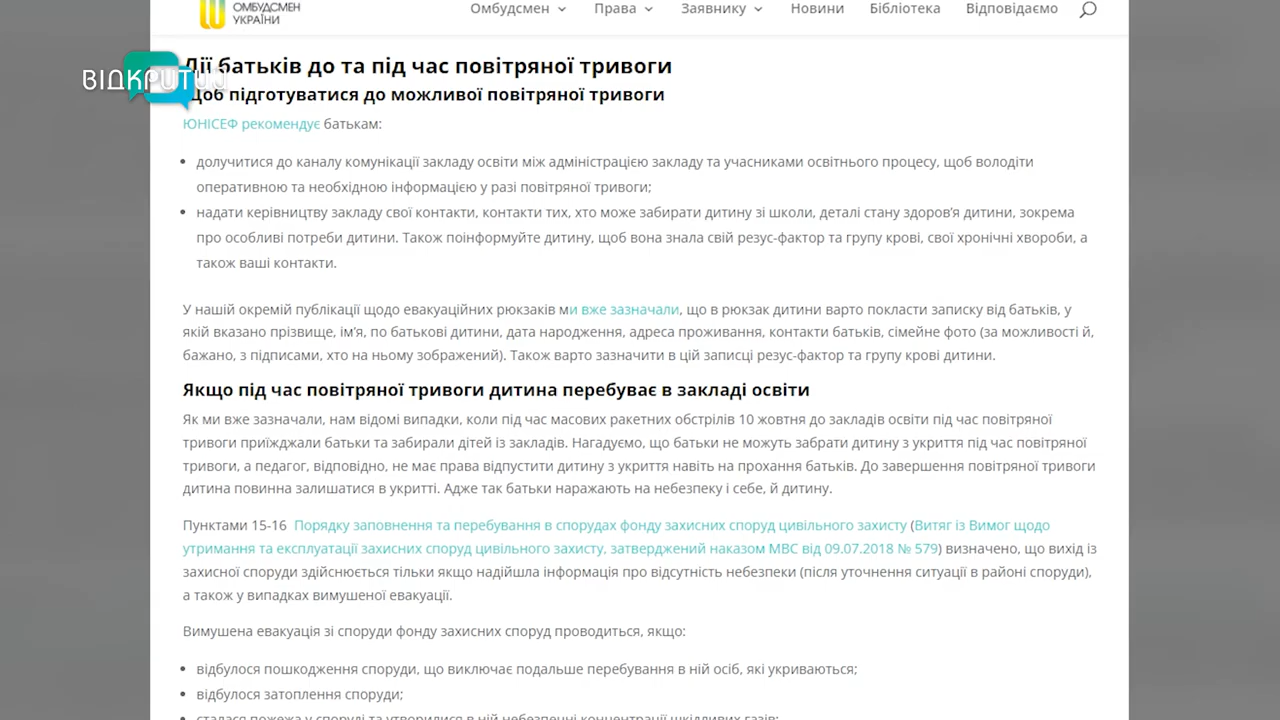 ОМБУДСМЕН
УКРАЇНИ
Омбудсмен Права Заявнику Новини Бібліотека Відповідаємо
ВІДКРИТИЙ
Дії батьків до та під час повітряної тривоги
Щоб підготуватися до можливої повітряної тривоги
ЮНІСЕФ рекомендує батькам:
долучитися до каналу комунікації закладу освіти між адміністрацією закладу та учасниками освітнього процесу, щоб володіти
оперативною та необхідною інформацією у разі повітряної тривоги;
надати керівництву закладу свої контакти, контакти тих, хто може забирати дитину зі школи, деталі стану здоров'я дитини, зокрема
про особливі потреби дитини. Також поінформуйте дитину, щоб вона знала свій резус-фактор та групу крові, свої хронічні хвороби, а
також ваші контакти.
У нашій окремій публікації щодо евакуаційних рюкзаків ми вже зазначали, що в рюкзак дитини варто покласти записку від батьків, у
якій вказано прізвище, ім'я, по батькові дитини, дата народження, адреса проживання, контакти батьків, сімейне фото (за можливості й,
бажано, з підписами, хто на ньому зображений). Також варто зазначити в цій записці резус-фактор та групу крові дитини.
Якщо під час повітряної тривоги дитина перебуває в закладі освіти
Як ми вже зазначали, нам відомі випадки, коли під час масових ракетних обстрілів 10 жовтня до закладів освіти під час повітряної
тривоги приїжджали батьки та забирали дітей із закладів. Нагадуємо, що батьки не можуть забрати дитину з укриття під час повітряної
тривоги, а педагог, відповідно, не має права відпустити дитину з укриття навіть на прохання батьків. До завершення повітряної тривоги
дитина повинна залишатися в укритті. Адже так батьки наражають на небезпеку і себе, й дитину.
Пунктами 15-16 Порядку заповнення та перебування в спорудах фонду захисних споруд цивільного захисту (Витяг із Вимог щодо
утримання та експлуатації захисних споруд цивільного захисту, затверджений наказом МВС від 09.07.2018 № 579) визначено, що вихід із
захисної споруди здійснюється тільки якщо надійшла інформація про відсутність небезпеки (після уточнення ситуації в районі споруди),
а також у випадках вимушеної евакуації.
Вимушена евакуація зі споруди фонду захисних споруд проводиться, якщо:
відбулося пошкодження споруди, що виключає подальше перебування в ній осіб, які укриваються;
відбулося затоплення споруди;
сталася пожежа у споруді та утворилися в ній небезпечні концентрації шкідливих газів;